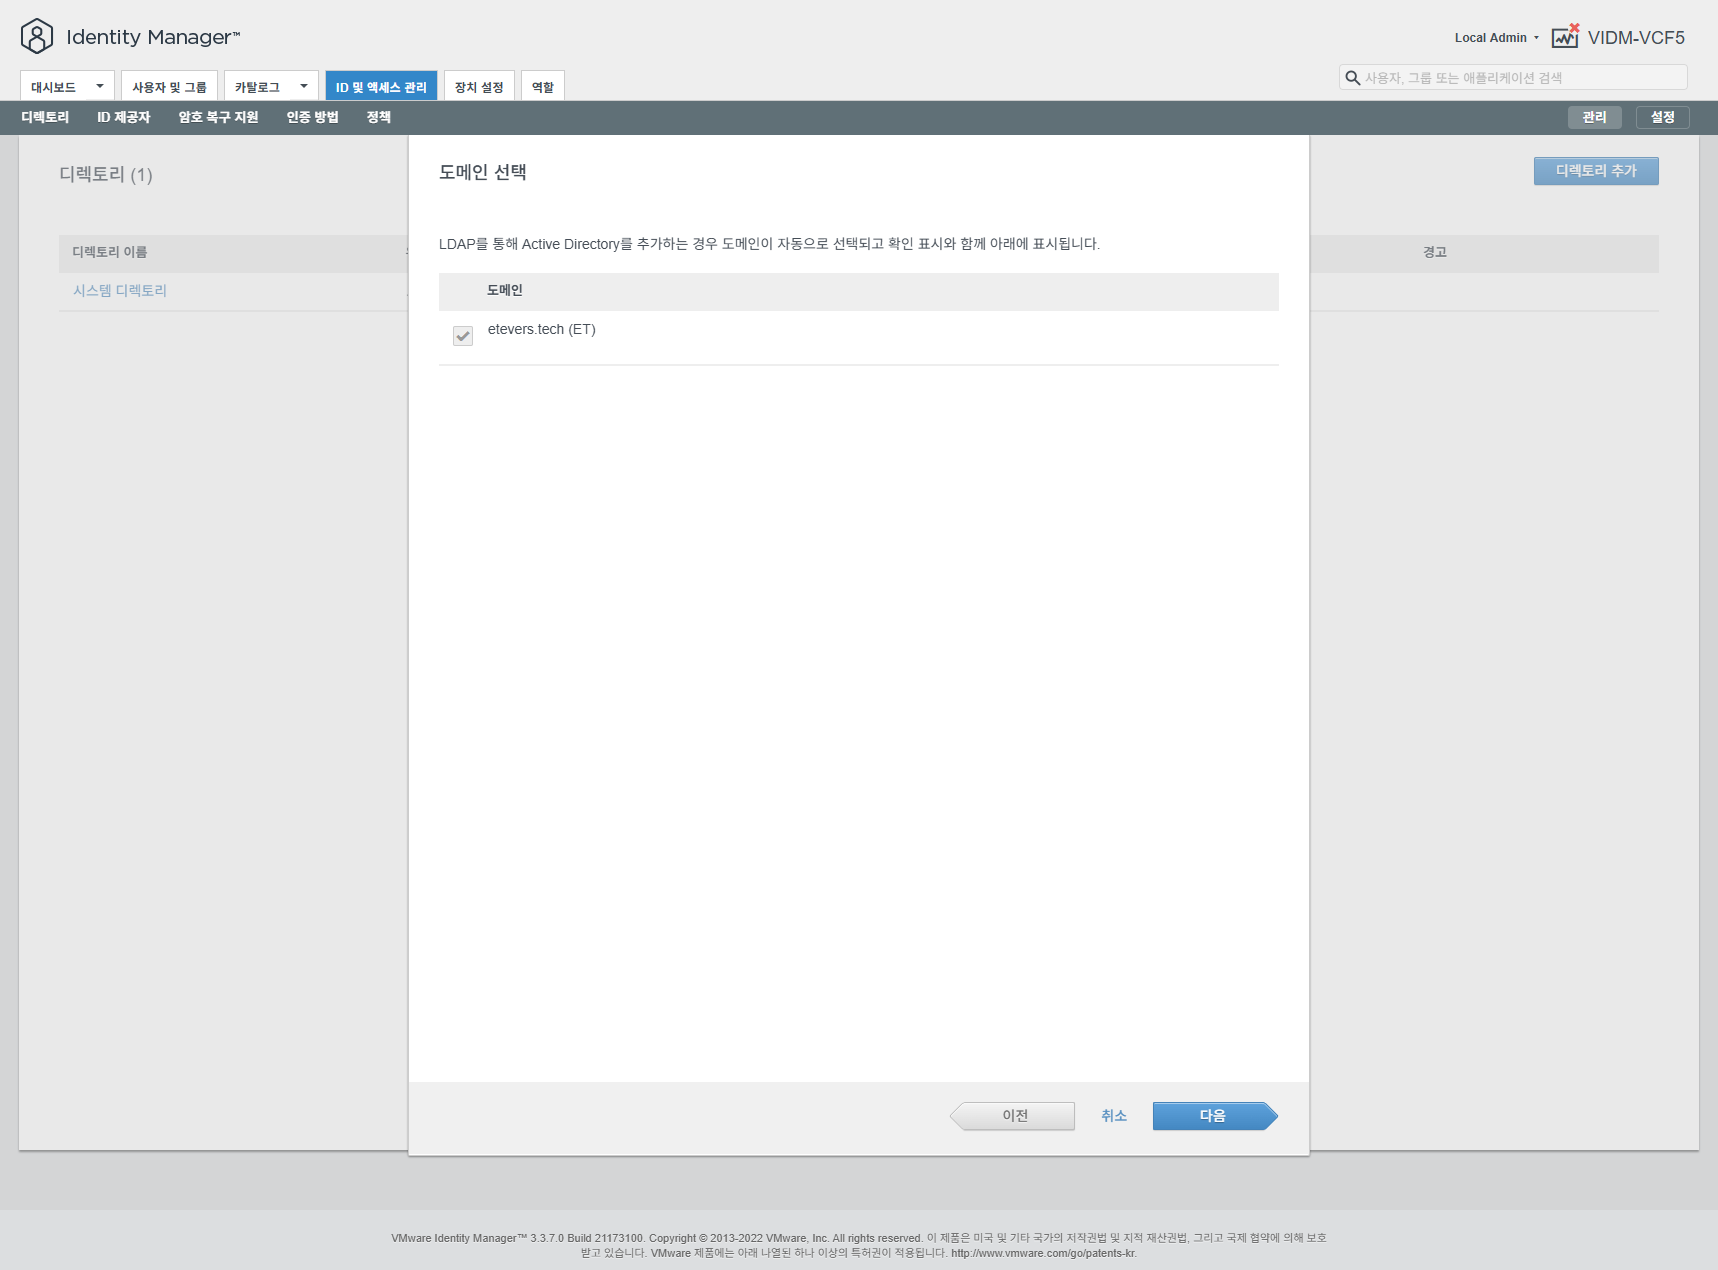 Identity Manager™
Local Admin
VIDM-VCF5
대시보드
사용자 및 그룹
카탈로그
ID 및 액세스 관리
장치 설정
역할
사용자, 그룹 또는 애플리케이션 검색
디렉토리
ID 제공자
암호 복구 지원
인증 방법
정책
관리
설정
디렉토리 (1)
도메인 선택
디렉토리 추가
LDAP를 통해 Active Directory를 추가하는 경우 도메인이 자동으로 선택되고 확인 표시와 함께 아래에 표시됩니다.
디렉토리 이름
경고
도메인
시스템 디렉토리
etevers.tech (ET)
이전
취소
다음
VMware Identity Manager™ 3.3.7.0 Build 21173100. Copyright © 2013-2022 VMware, Inc. All rights reserved. 이 제품은 미국 및 기타 국가의 저작권법 및 지적 재산권법, 그리고 국제 협약에 의해 보호
받고 있습니다. VMware 제품에는 아래 나열된 하나 이상의 특허권이 적용됩니다. http://www.vmware.com/go/patents-kr.